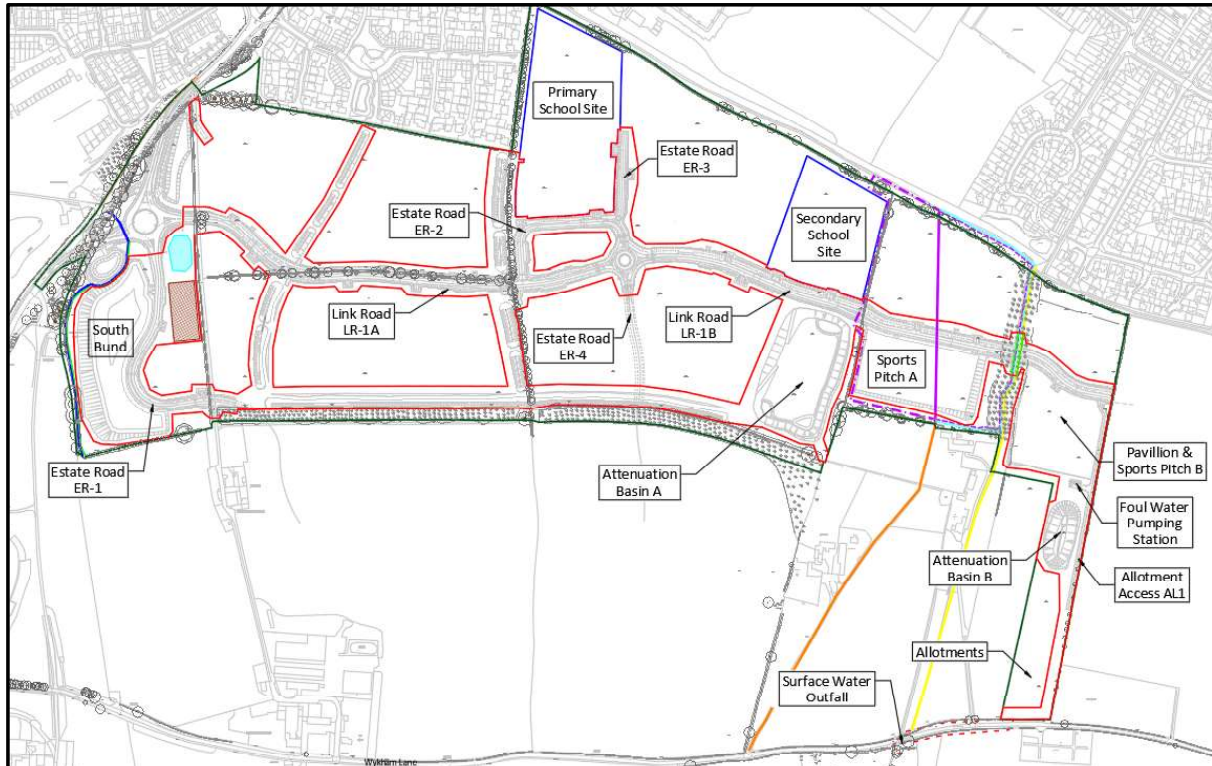 Primary
School Site
Estate Road
ER-3
Estate Road
ER-2
Secondary
School
Site
South
Bund
Link Road
LR-1A
Estate Road
ER-4
Link Road
LR-1B
Sports
Pitch A
Estate Road
ER-1
Attenuation
Basin A
Pavillion &
Sports Pitch B
Foul Water
Pumping
Station
Attenuation
Basin B
Allotment
Access AL1
Allotments
Surface Water
Outfall
Wykham Lane